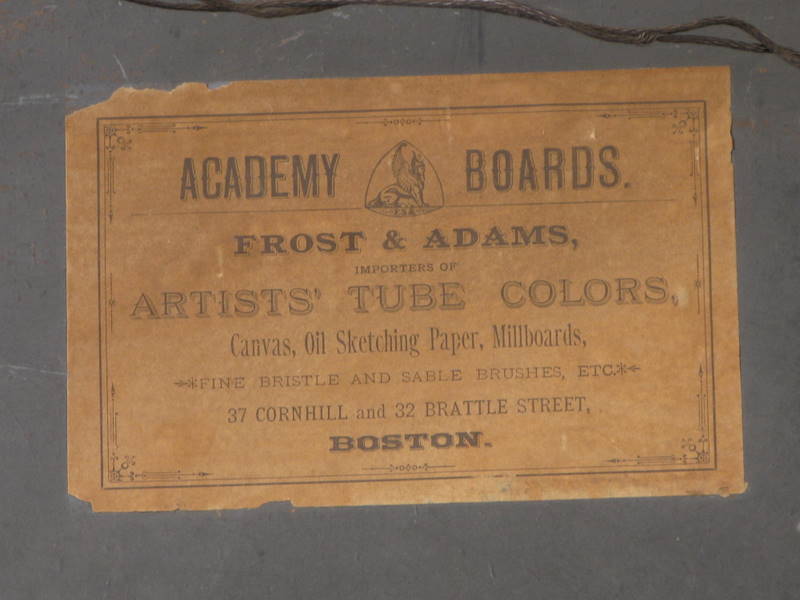 ACADEMY BOARDS.
FROST & ADAMS,
IMPORTERS OF
ARTISTS' TUBE COLORS,
Canvas, Oil Sketching Paper, Millboards,
FINE BRISTLE AND SABLE BRUSHES, ETC.
37 CORNHILL and 32 BRATTLE STREET,
BOSTON.